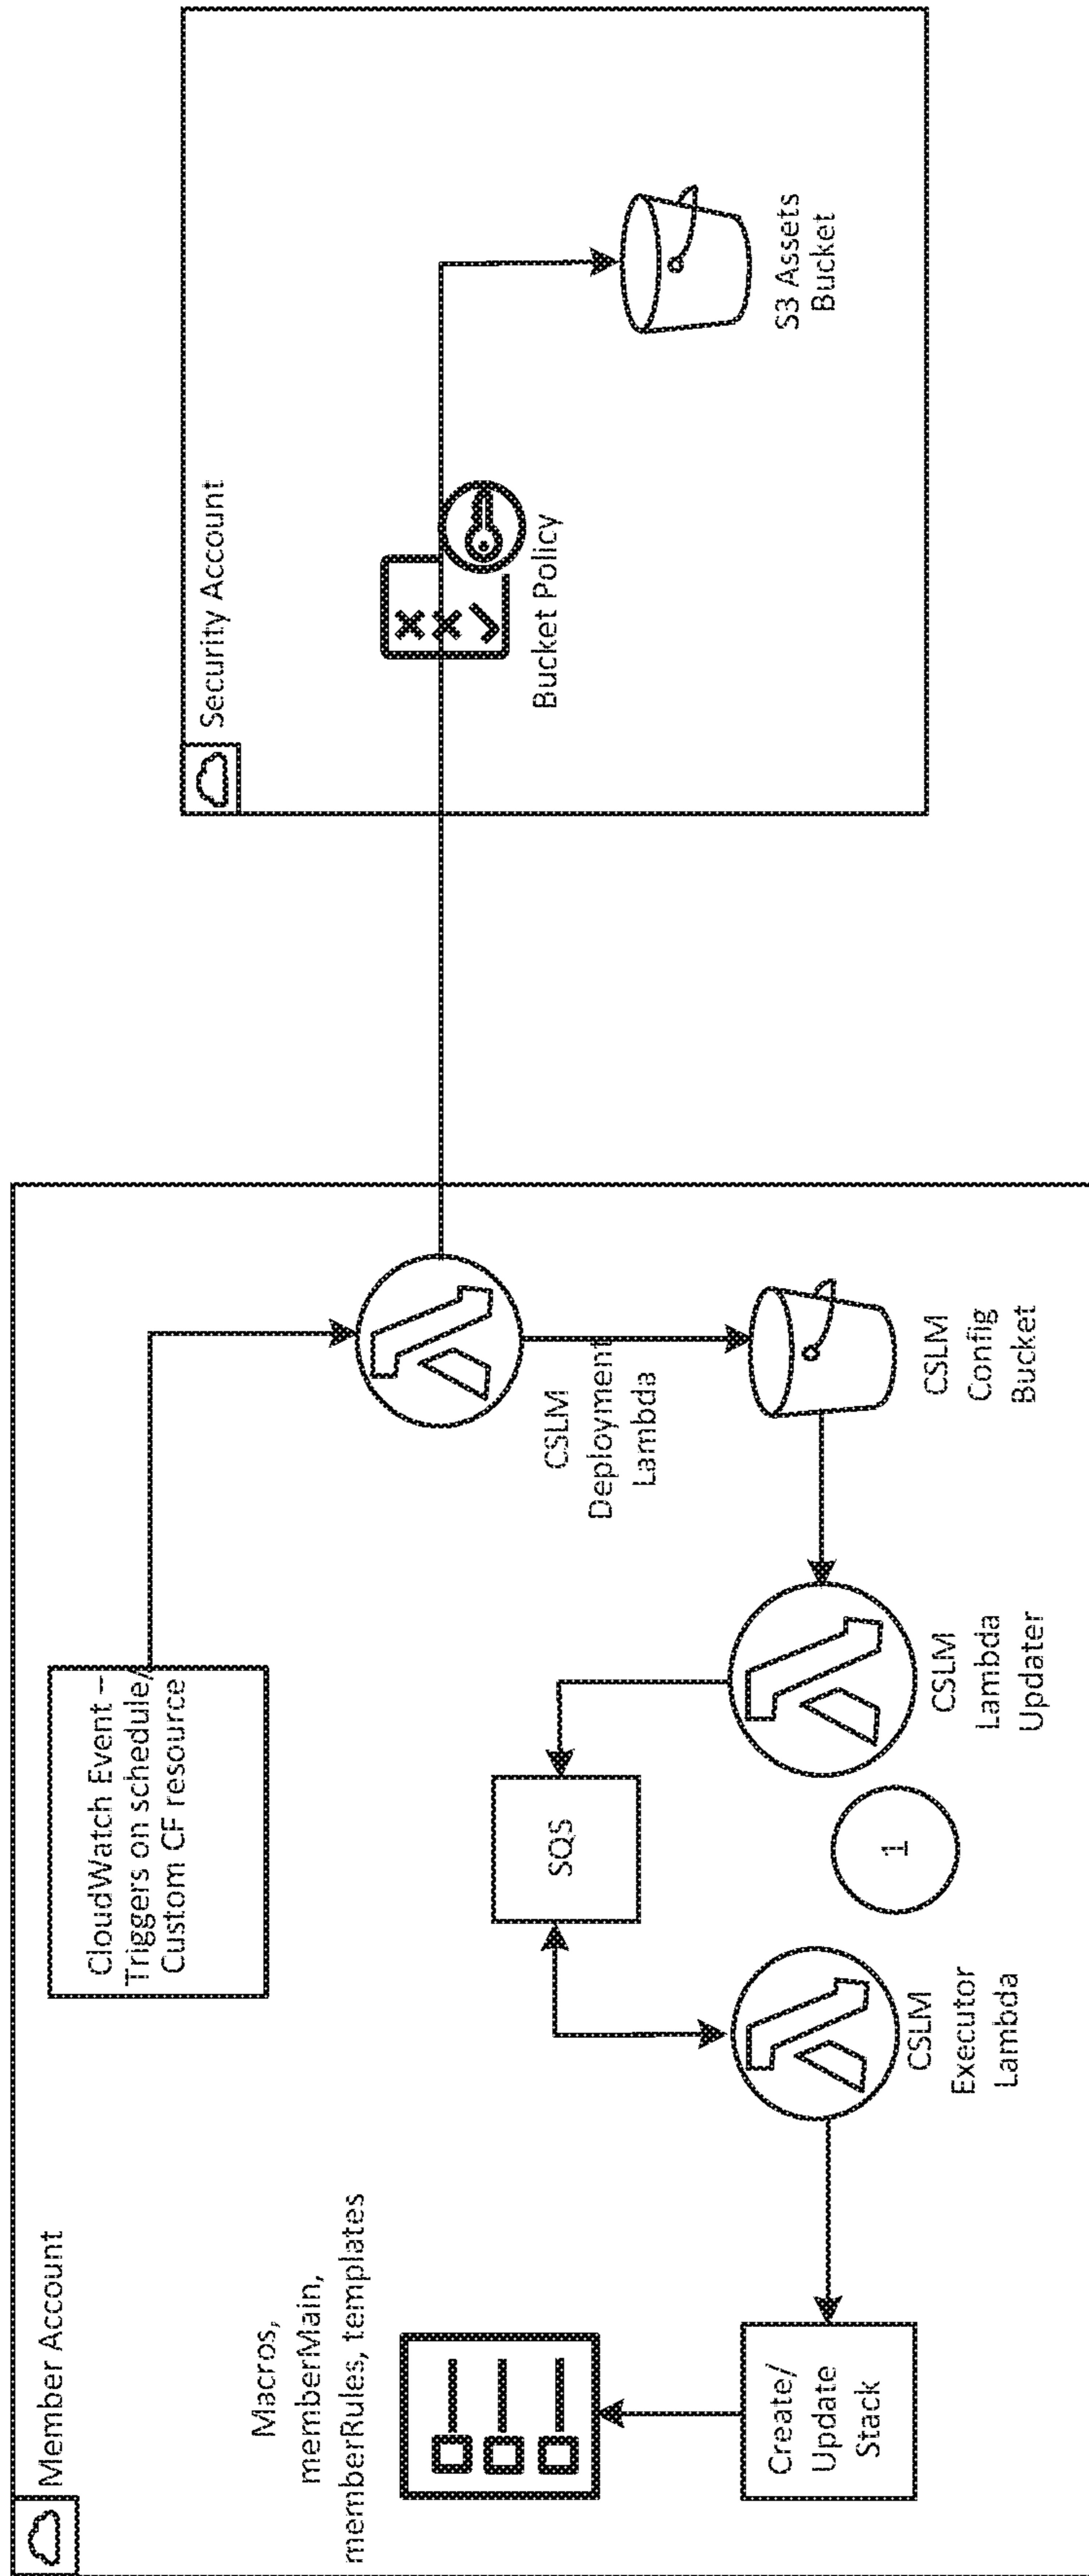 Member Account
CloudWatch Event –
Triggers on schedule/
Custom CF resource
Macros,
memberMain,
memberRules, templates
SQS
CSLM
Deployment
Lambda
Create/
Update
Stack
CSLM
Executor
Lambda
1
CSLM
Lambda
Updater
CSLM
Config
Bucket
Security Account
Bucket Policy
S3 Assets
Bucket